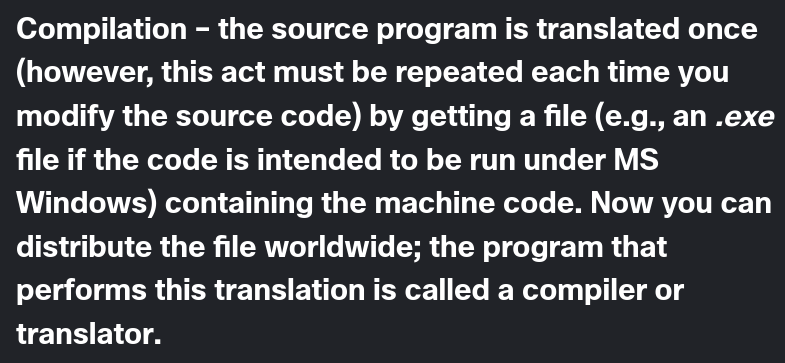 Compilation – the source program is translated once
(however, this act must be repeated each time you
modify the source code) by getting a file (e.g., an .exe
file if the code is intended to be run under MS
Windows) containing the machine code. Now you can
distribute the file worldwide; the program that
performs this translation is called a compiler or
translator.